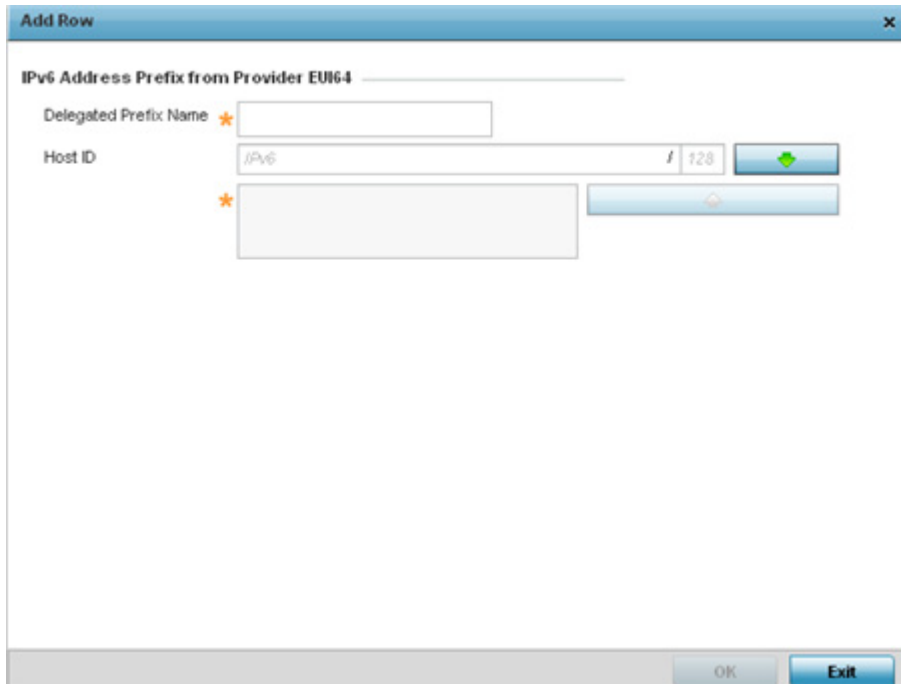 Add Row ×
IPv6 Address Prefix from Provider EUI64
Delegated Prefix Name *
Host ID IPv6 / 128
*
OK Exit